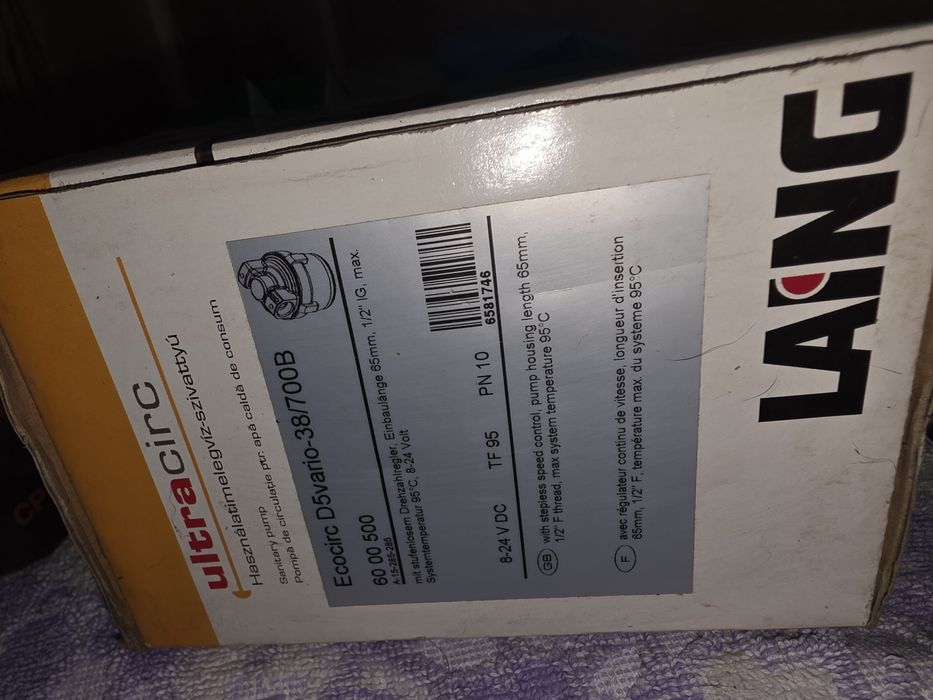 ultracirc
Használatimelegvíz-szivattyú
Sanitary pump
Pompă de circulatie ptr. apă caldă de consum
Ecocirc D5vario-38/700B
60 00 500
A-15-265-265
mit stufenlosem Drehzahlregler, Einbaulänge 65mm, 1/2" IG, max.
Systemtemperatur 95°C, 8-24 Volt
6581746
8-24 V DC TF 95 PN 10
GB with stepless speed control, pump housing length 65mm,
1/2" F thread, max system temperature 95°C
F avec régulateur continu de vitesse, longueur d'insertion
65mm, 1/2" F, température max. du systeme 95°C
LAING